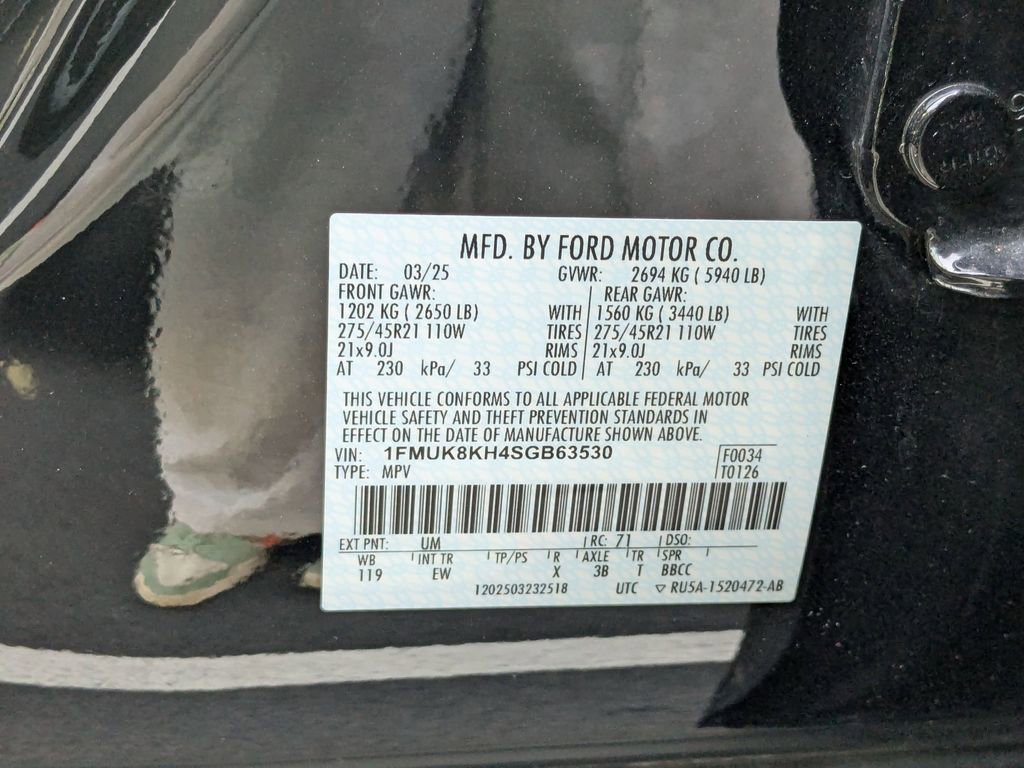 MFD. BY FORD MOTOR CO.
DATE: 03/25 GVWR: 2694 KG ( 5940 LB)
FRONT GAWR: REAR GAWR:
1202 KG ( 2650 LB) WITH 1560 KG ( 3440 LB) WITH
275/45R21 110W TIRES 275/45R21 110W TIRES
21x9.0J RIMS 21x9.0J RIMS
AT 230 kPa/ 33 PSI COLD AT 230 kPa/ 33 PSI COLD
THIS VEHICLE CONFORMS TO ALL APPLICABLE FEDERAL MOTOR
VEHICLE SAFETY AND THEFT PREVENTION STANDARDS IN
EFFECT ON THE DATE OF MANUFACTURE SHOWN ABOVE.
VIN: 1FMUK8KH4SGB63530 F0034
TYPE: MPV T0126
EXT PNT: UM RC: 71 DSO:
WB INT TR TP/PS R AXLE TR SPR
119 EW X 3B T BBCC
1202503232518 UTC ▽ RU5A-1520472-AB